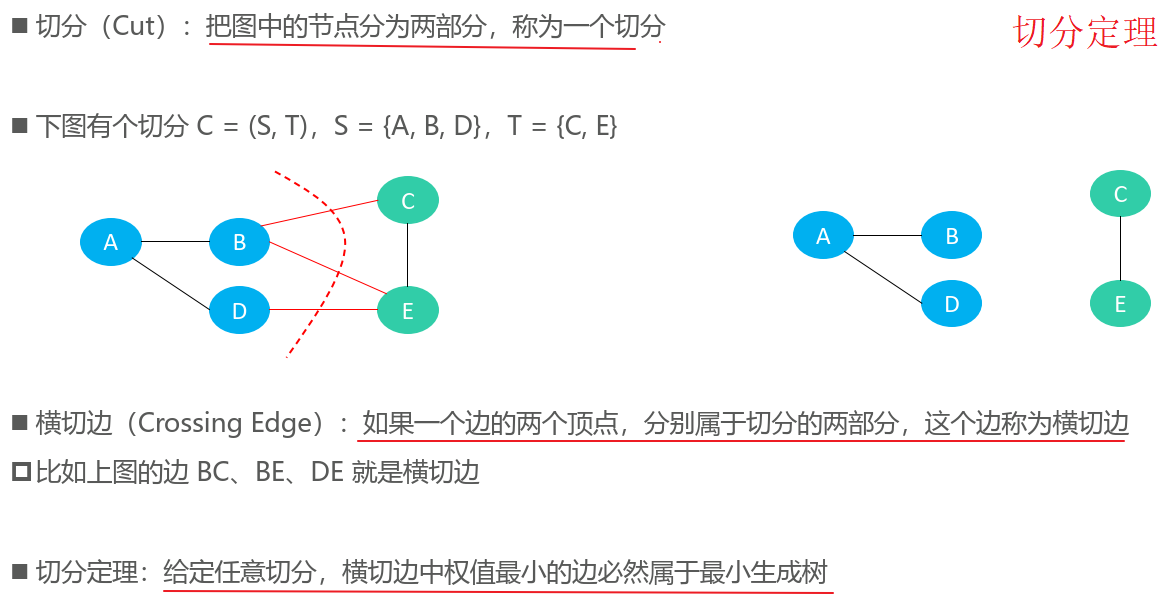 切分（Cut）：把图中的节点分为两部分，称为一个切分
切分定理
下图有个切分 C = (S, T)，S = {A, B, D}，T = {C, E}
C
A
B
D
E
C
A
B
D
E
横切边（Crossing Edge）：如果一个边的两个顶点，分别属于切分的两部分，这个边称为横切边
比如上图的边 BC、BE、DE 就是横切边
切分定理：给定任意切分，横切边中权值最小的边必然属于最小生成树